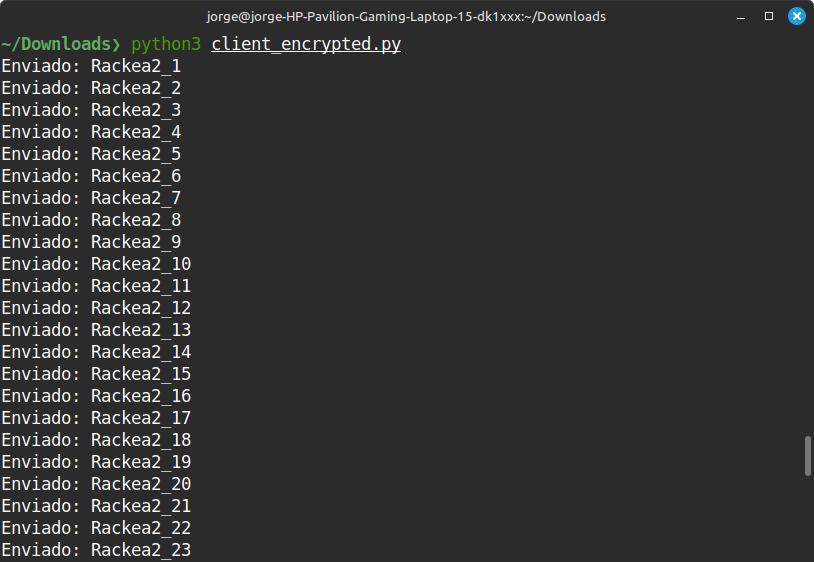 jorge@jorge-HP-Pavilion-Gaming-Laptop-15-dk1xxx:~/Downloads
~/Downloads❯ python3 client_encrypted.py
Enviado: Rackea2_1
Enviado: Rackea2_2
Enviado: Rackea2_3
Enviado: Rackea2_4
Enviado: Rackea2_5
Enviado: Rackea2_6
Enviado: Rackea2_7
Enviado: Rackea2_8
Enviado: Rackea2_9
Enviado: Rackea2_10
Enviado: Rackea2_11
Enviado: Rackea2_12
Enviado: Rackea2_13
Enviado: Rackea2_14
Enviado: Rackea2_15
Enviado: Rackea2_16
Enviado: Rackea2_17
Enviado: Rackea2_18
Enviado: Rackea2_19
Enviado: Rackea2_20
Enviado: Rackea2_21
Enviado: Rackea2_22
Enviado: Rackea2_23